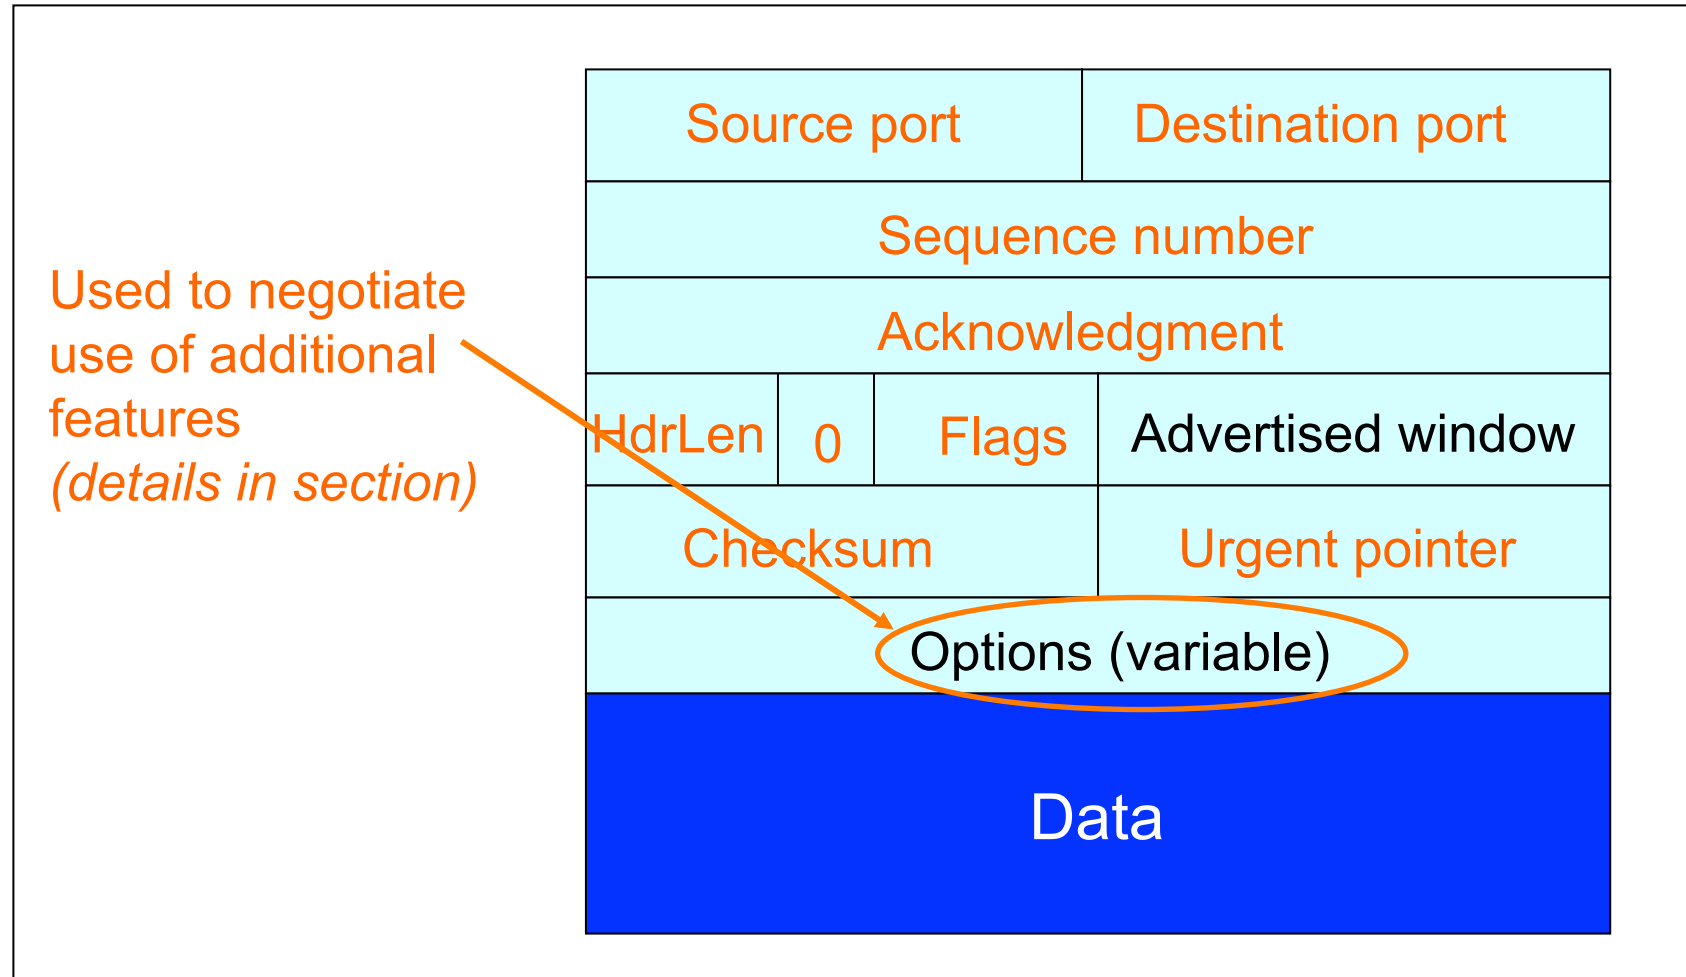 Used to negotiate
use of additional
features
(details in section)
Source port
Destination port
Sequence number
Acknowledgment
HdrLen
0
Flags
Advertised window
Checksum
Urgent pointer
Options (variable)
Data